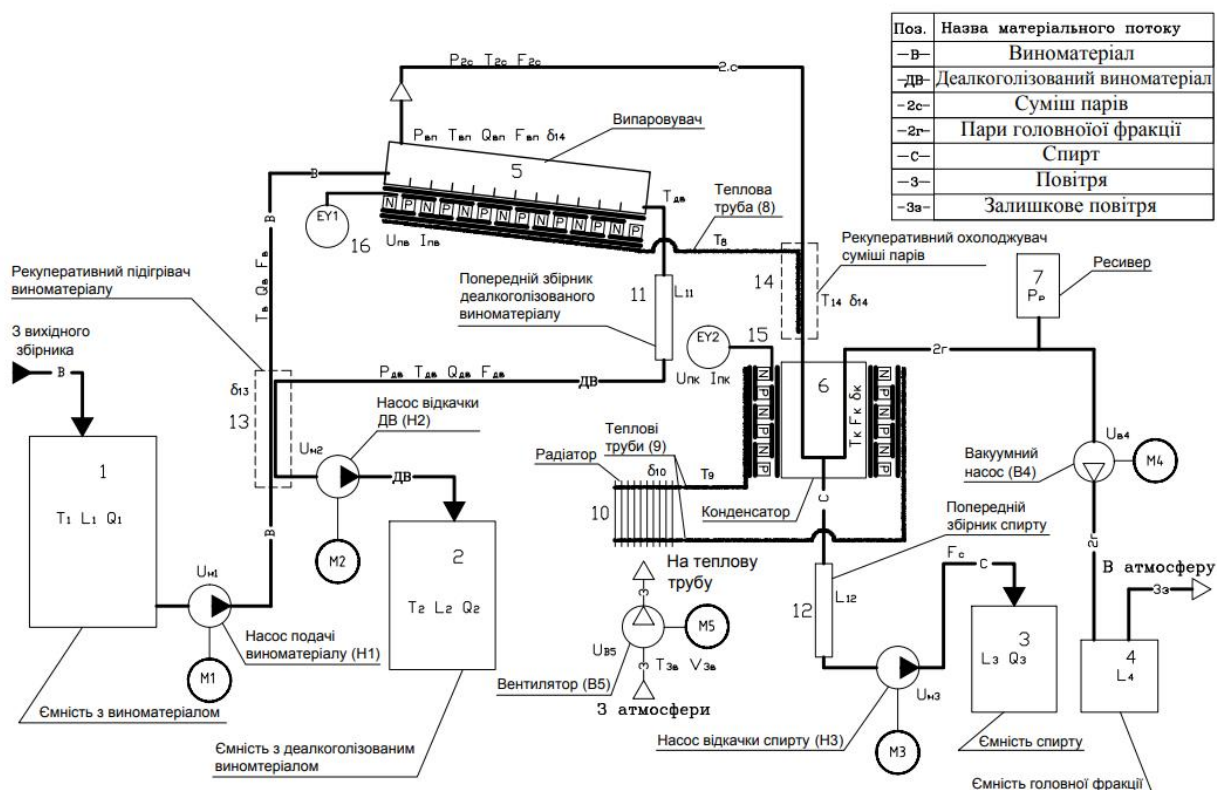 Поз. Назва матеріального потоку
—В— Виноматеріал
—ДВ— Деалкоголізований виноматеріал
—2с— Суміш парів
—2г— Пари головноїої фракції
—С— Спирт
—З— Повітря
—Зз— Залишкове повітря
P2с T2с F2с
2с
Pвп Tвп Qвп Fвп δ14
Випаровувач
5
В
В
N P N P N P N P N P N P
EY1
16
Uпв Iпв
Tдв
Теплова
труба (8)
T8
Рекуперативний охолоджувач
суміші парів
14
T14 δ14
7
Pр
Ресивер
Рекуперативний підігрівач
виноматеріалу
Tв Qв Fв
Попередній збірник
деалкоголізованого
виноматеріалу
11
L11
З вихідного
збірника
В
EY2
15
Uпк Iпк
2г
Pдв Tдв Qдв Fдв
ДВ
δ13
13
Насос відкачки
ДВ (Н2)
Uм2
ДВ
N P N P N P
6
Tк Fк δк
N P N P N P
Uв4
Вакуумний
насос (В4)
M4
Теплові
труби (9)
Радіатор
δ10
T9
10
Конденсатор
С
Попередній
збірник спирту
1
T1 L1 Q1
В
M2
2
T2 L2 Q2
На теплову
трубу
З
Fс
С
2г
В атмосферу
Зз
Uм1
Насос подачі
виноматеріалу (Н1)
M1
UВ5
M5
Tзв Vзв
З
Вентилятор (В5)
З атмосфери
12
L12
3
L3 Q3
4
L4
Uм3
Насос відкачки спирту (Н3)
M3
Ємність з виноматеріалом
Ємність з деалкоголізованим
виномтеріалом
Ємність спирту
Ємність головної фракції